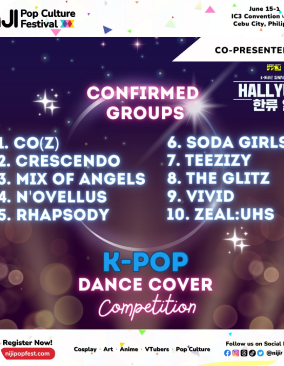 Pop Culture
Festival
June 15-1
IC3 Convention
Cebu City, Philip
CO-PRESENTE
HALLYU
한류
CONFIRMED
GROUPS
1. CO(Z)
2. CRESCENDO
3. MIX OF ANGELS
4. N'OVELLUS
5. RHAPSODY
6. SODA GIRLS
7. TEEZIZY
8. THE GLITZ
9. VIVID
10. ZEAL:UHS
K-POP
DANCE COVER
Competition
Register Now!
nijipopfest.com
Cosplay · Art · Anime · VTubers · Pop Culture
Follow us on Social
@nijir